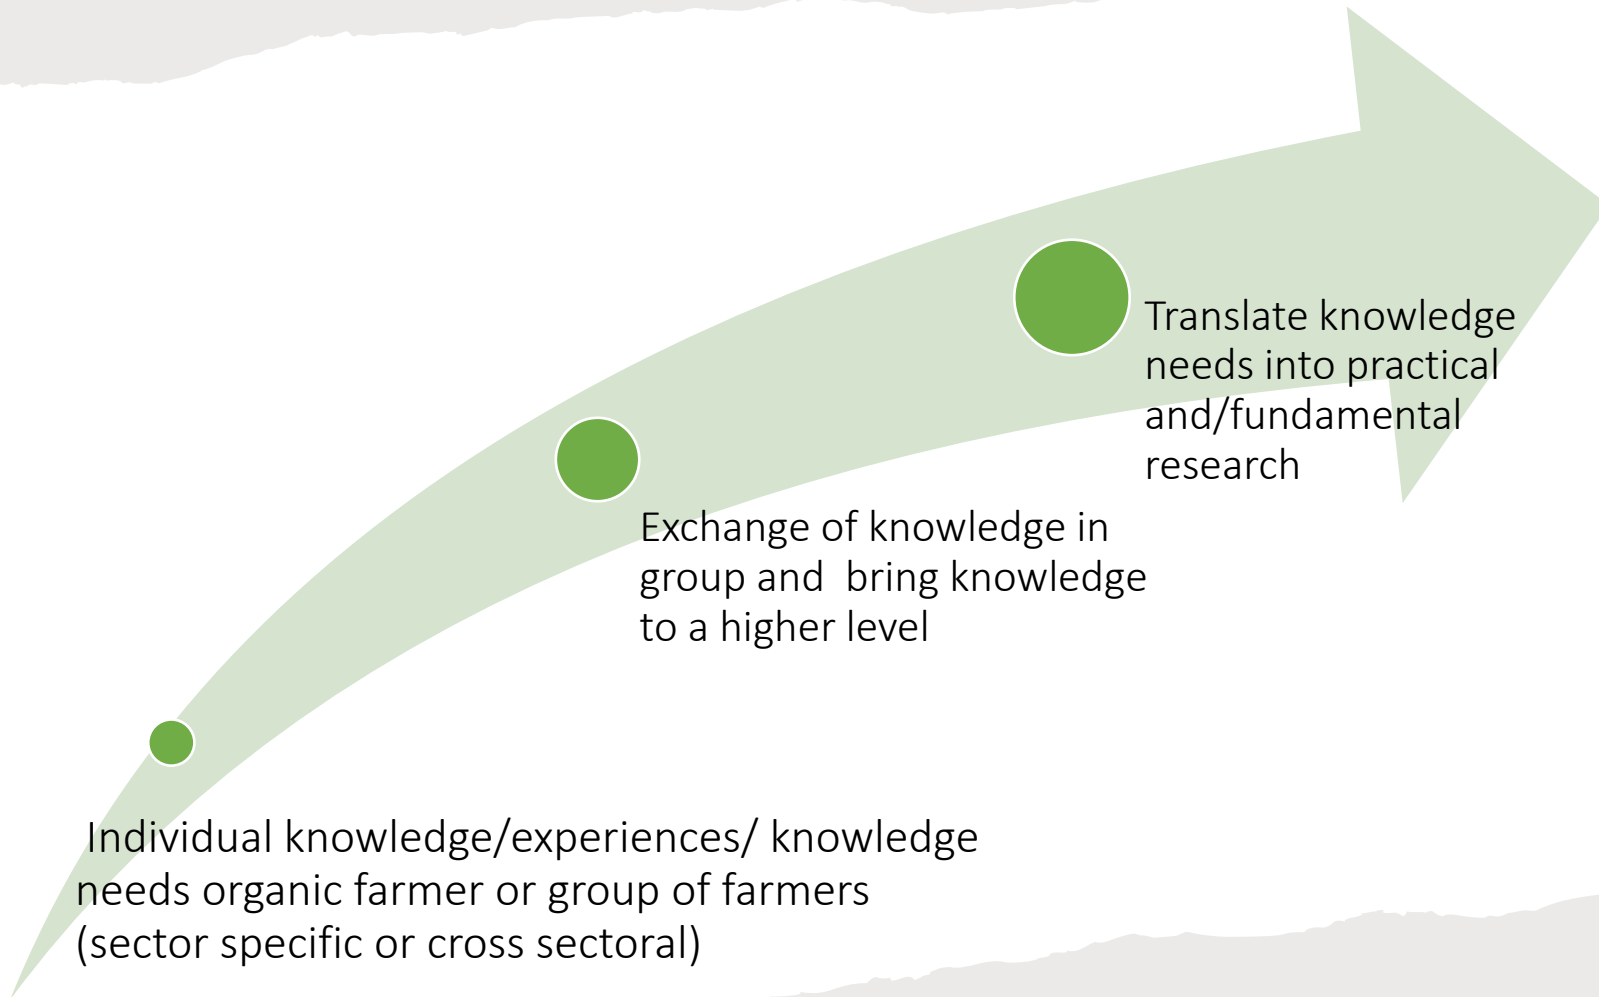 Translate knowledge
needs into practical
and/fundamental
research
Exchange of knowledge in
group and  bring knowledge
to a higher level
Individual knowledge/experiences/ knowledge
needs organic farmer or group of farmers
(sector specific or cross sectoral)